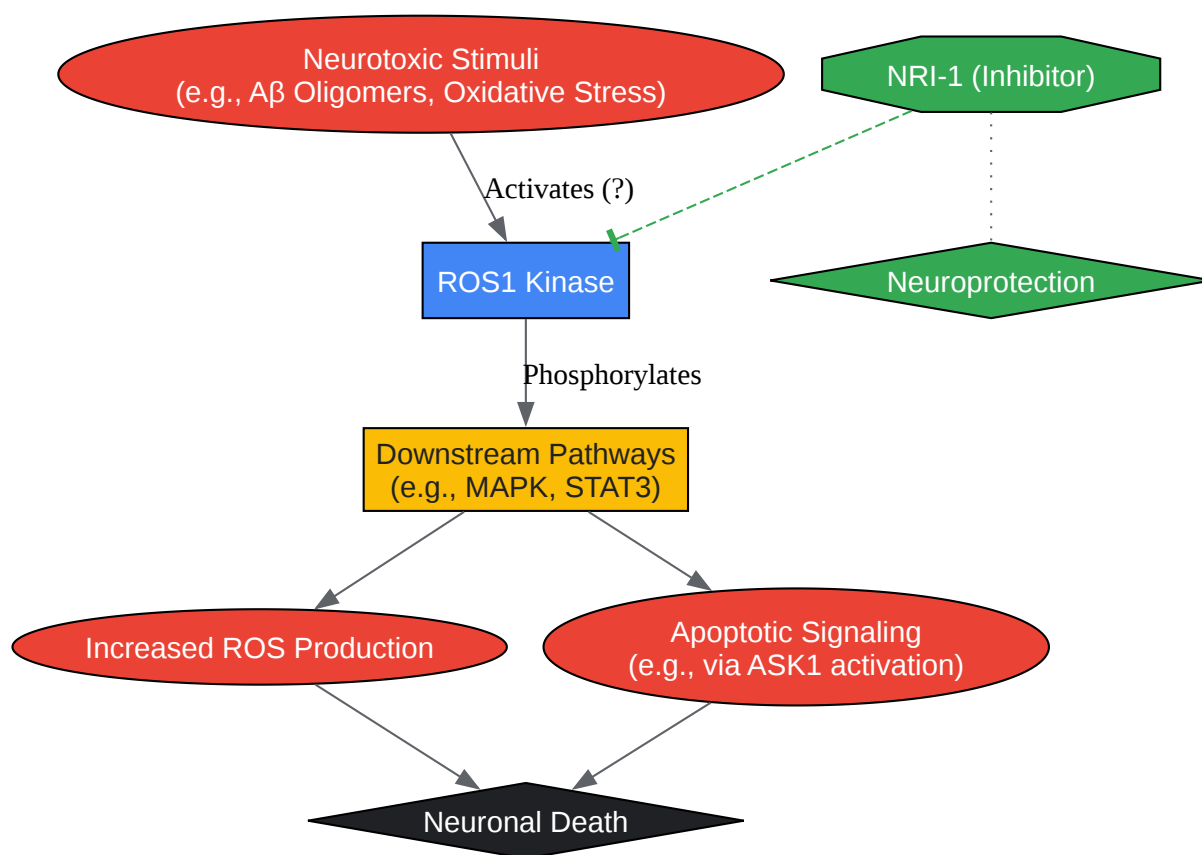 Neurotoxic Stimuli
(e.g., Aβ Oligomers, Oxidative Stress)
NRI-1 (Inhibitor)
Activates (?)
ROS1 Kinase
Neuroprotection
Phosphorylates
Downstream Pathways
(e.g., MAPK, STAT3)
Increased ROS Production
Apoptotic Signaling
(e.g., via ASK1 activation)
Neuronal Death